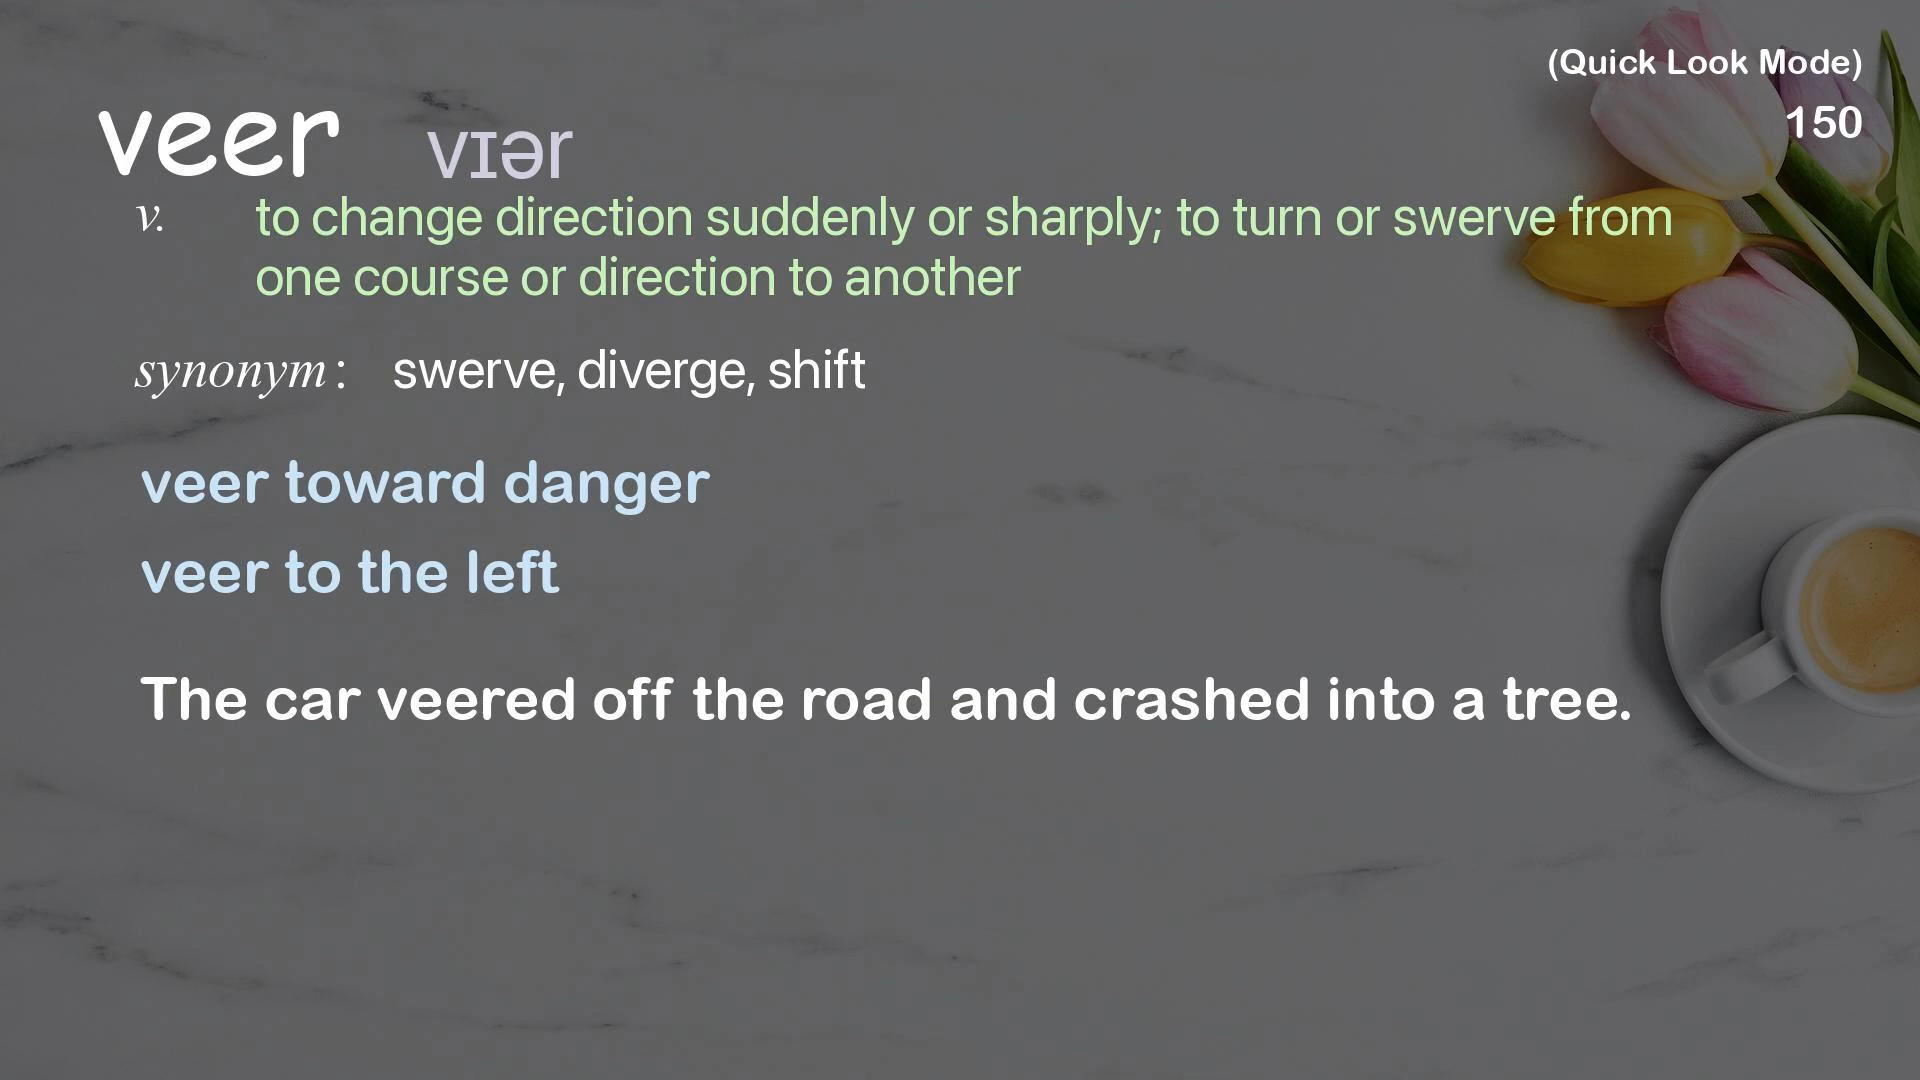 (Quick Look Mode)
150
veer vɪər
v. to change direction suddenly or sharply; to turn or swerve from
one course or direction to another
synonym: swerve, diverge, shift
veer toward danger
veer to the left
The car veered off the road and crashed into a tree.